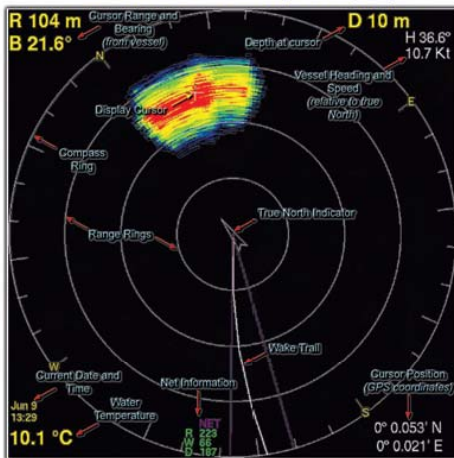 R 104 m
B 21.6°
Cursor Range and
Bearing
(from vessel)
Depth at cursor
D 10 m
H 36.6°
10.7 Kt
Vessel Heading and
Speed
(relative to true
North)
N
E
Display Cursor
Compass
Ring
True North Indicator
Range Rings
Wake Trail
W
S
Current Date and
Time
Jun 9
13:29
Water
Temperature
10.1 °C
Net Information
NET
R 223
W 66
D 187
Cursor Position
(GPS coordinates)
0° 0.053' N
0° 0.021' E